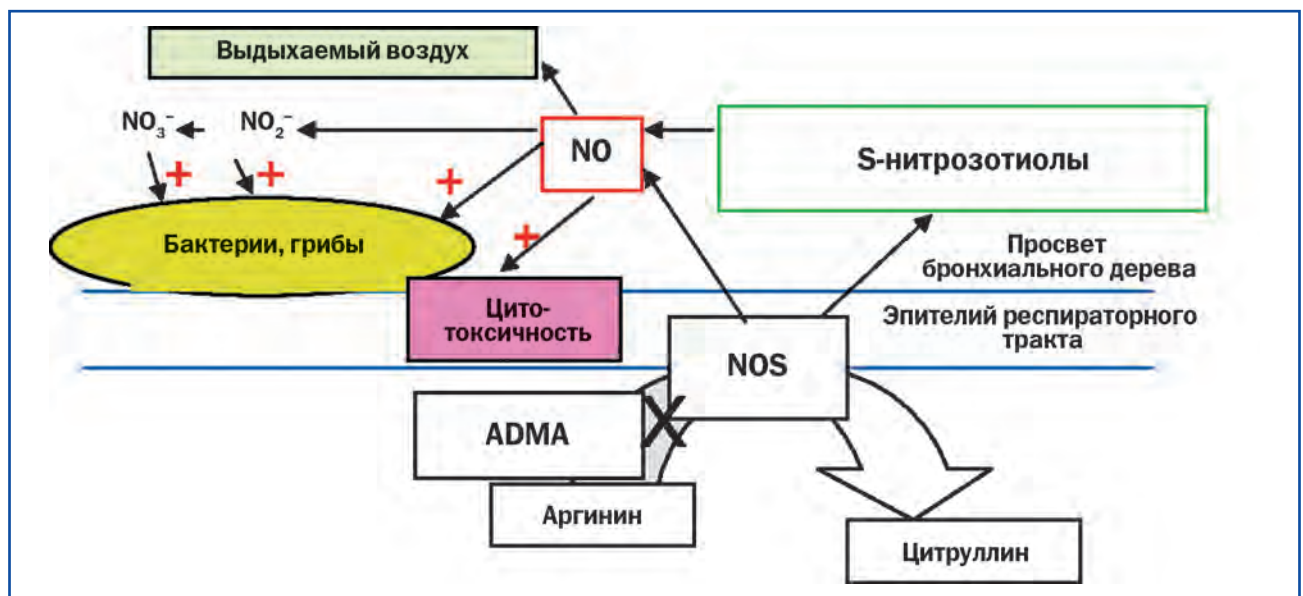 Выдыхаемый воздух
NO₃⁻
NO₂⁻
NO
S-нитрозотиолы
+
+
+
+
Бактерии, грибы
Просвет
бронхиального дерева
Цито-
токсичность
Эпителий респираторного
тракта
NOS
ADMA
X
Аргинин
Цитруллин